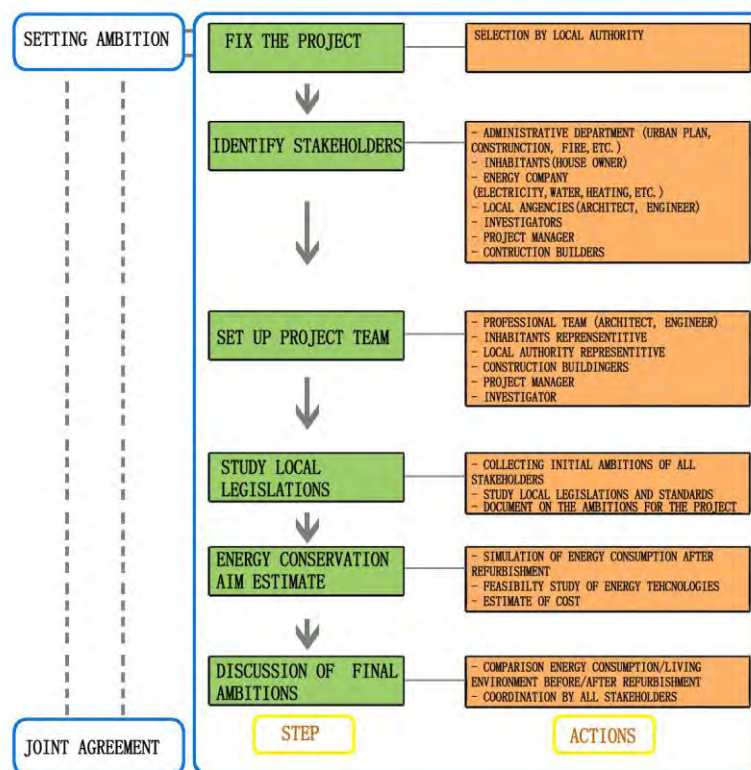 SETTING AMBITION
FIX THE PROJECT
SELECTION BY LOCAL AUTHORITY
IDENTIFY STAKEHOLDERS
- ADMINISTRATIVE DEPARTMENT (URBAN PLAN,
CONSTRUNCTION, FIRE, ETC.)
- INHABITANTS(HOUSE OWNER)
- ENERGY COMPANY
(ELECTRICITY,WATER,HEATING,ETC.)
- LOCAL ANGENCIES(ARCHITECT, ENGINEER)
- INVESTIGATORS
- PROJECT MANAGER
- CONTRUCTION BUILDERS
SET UP PROJECT TEAM
- PROFESSIONAL TEAM (ARCHITECT, ENGINEER)
- INHABITANTS REPRENSENTITIVE
- LOCAL AUTHORITY REPRESENTITIVE
- CONSTRUCTION BUILDINGERS
- PROJECT MANAGER
- INVESTIGATOR
STUDY LOCAL
LEGISLATIONS
- COLLECTING INITIAL AMBITIONS OF ALL
STAKEHOLDERS
- STUDY LOCAL LEGISLATIONS AND STANDARDS
- DOCUMENT ON THE AMBITIONS FOR THE PROJECT
ENERGY CONSERVATION
AIM ESTIMATE
- SIMULATION OF ENERGY CONSUMPTION AFTER
REFURBISHMENT
- FEASIBILTY STUDY OF ENERGY TEHCNOLOGIES
- ESTIMATE OF COST
DISCUSSION OF FINAL
AMBITIONS
- COMPARISON ENERGY CONSUMPTION/LIVING
ENVIRONMENT BEFORE/AFTER REFURBISHMENT
- COORDINATION BY ALL STAKEHOLDERS
JOINT AGREEMENT
STEP
ACTIONS